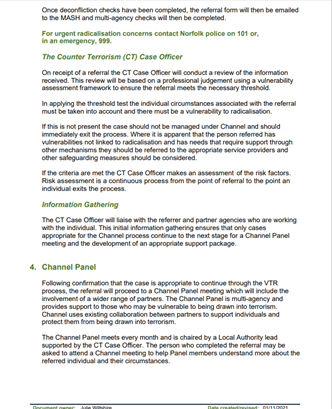 Once deconfliction checks have been completed, the referral form will then be emailed
to the MASH and multi-agency checks will then be completed.
For urgent radicalisation concerns contact Norfolk police on 101 or,
in an emergency, 999.
The Counter Terrorism (CT) Case Officer
On receipt of a referral the CT Case Officer will conduct a review of the information
received. This review will be based on a professional judgement using a vulnerability
assessment framework to ensure the referral meets the necessary threshold.
In applying the threshold test the individual circumstances associated with the referral
must be taken into account and there must be a vulnerability to radicalisation.
If this is not present the case should not be managed under Channel and should
immediately exit the process. Where it is apparent that the person referred has
vulnerabilities not linked to radicalisation and has needs that require support through
other mechanisms they should be referred to the appropriate service providers and
other safeguarding measures should be considered.
If the criteria are met the CT Case Officer makes an assessment of the risk factors.
Risk assessment is a continuous process from the point of referral to the point an
individual exits the process.
Information Gathering
The CT Case Officer will liaise with the referrer and partner agencies who are working
with the individual. This initial information gathering ensures that only cases
appropriate for the Channel process continue to the next stage for a Channel Panel
meeting and the development of an appropriate support package.
4. Channel Panel
Following confirmation that the case is appropriate to continue through the VTR
process, the referral will proceed to a Channel Panel meeting which will include the
involvement of a wider range of partners. The Channel Panel is multi-agency and
provides support to those who may be vulnerable to being drawn into terrorism.
Channel uses existing collaboration between partners to support individuals and
protect them from being drawn into terrorism.
The Channel Panel meets every month and is chaired by a Local Authority lead
supported by the CT Case Officer. The person who completed the referral may be
asked to attend a Channel meeting to help Panel members understand more about the
referred individual and their circumstances.
Document owner: Julie Wiltshire Date created/revised: 01/11/2021